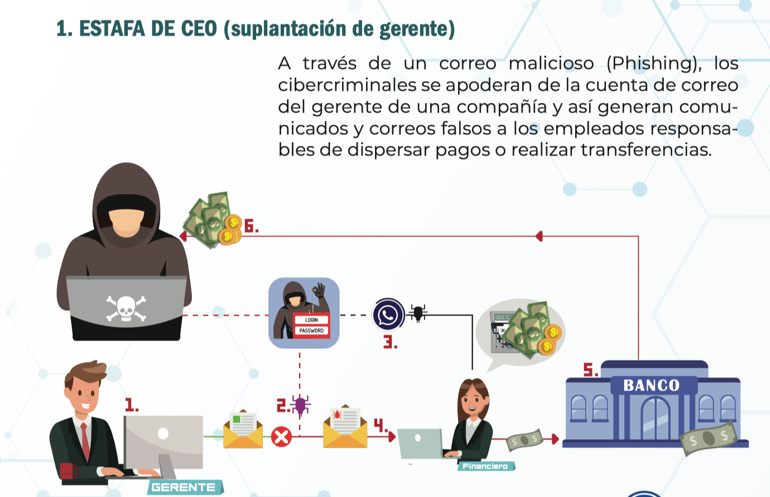 1. ESTAFA DE CEO (suplantación de gerente)
A través de un correo malicioso (Phishing), los
cibercriminales se apoderan de la cuenta de correo
del gerente de una compañía y así generan comu-
nicados y correos falsos a los empleados responsa-
bles de dispersar pagos o realizar transferencias.
6.
LOGIN
PASSWORD
3.
5.
BANCO
1.
2.
4.
Financiero
GERENTE